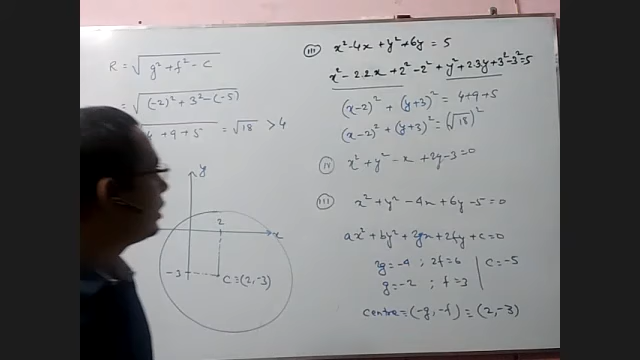 R = √(g² + f² - c)
= √((-2)² + 3² - (-5))
4 + 9 + 5 = √18 > 4
y
2
x
-3
C≡(2,-3)
(iii) x² - 4x + y² + 6y = 5
x² - 2·2x + 2² - 2² + y² + 2·3y + 3² - 3² = 5
(x-2)² + (y+3)² = 4+9+5
(x-2)² + (y+3)² = (√18)²
(iv) x² + y² - x + 2y - 3 = 0
(iii) x² + y² - 4x + 6y - 5 = 0
ax² + by² + 2gx + 2fy + c = 0
2g = -4 ; 2f = 6 | c = -5
g = -2 ; f = 3
centre ≡ (-g, -f) ≡ (2, -3)